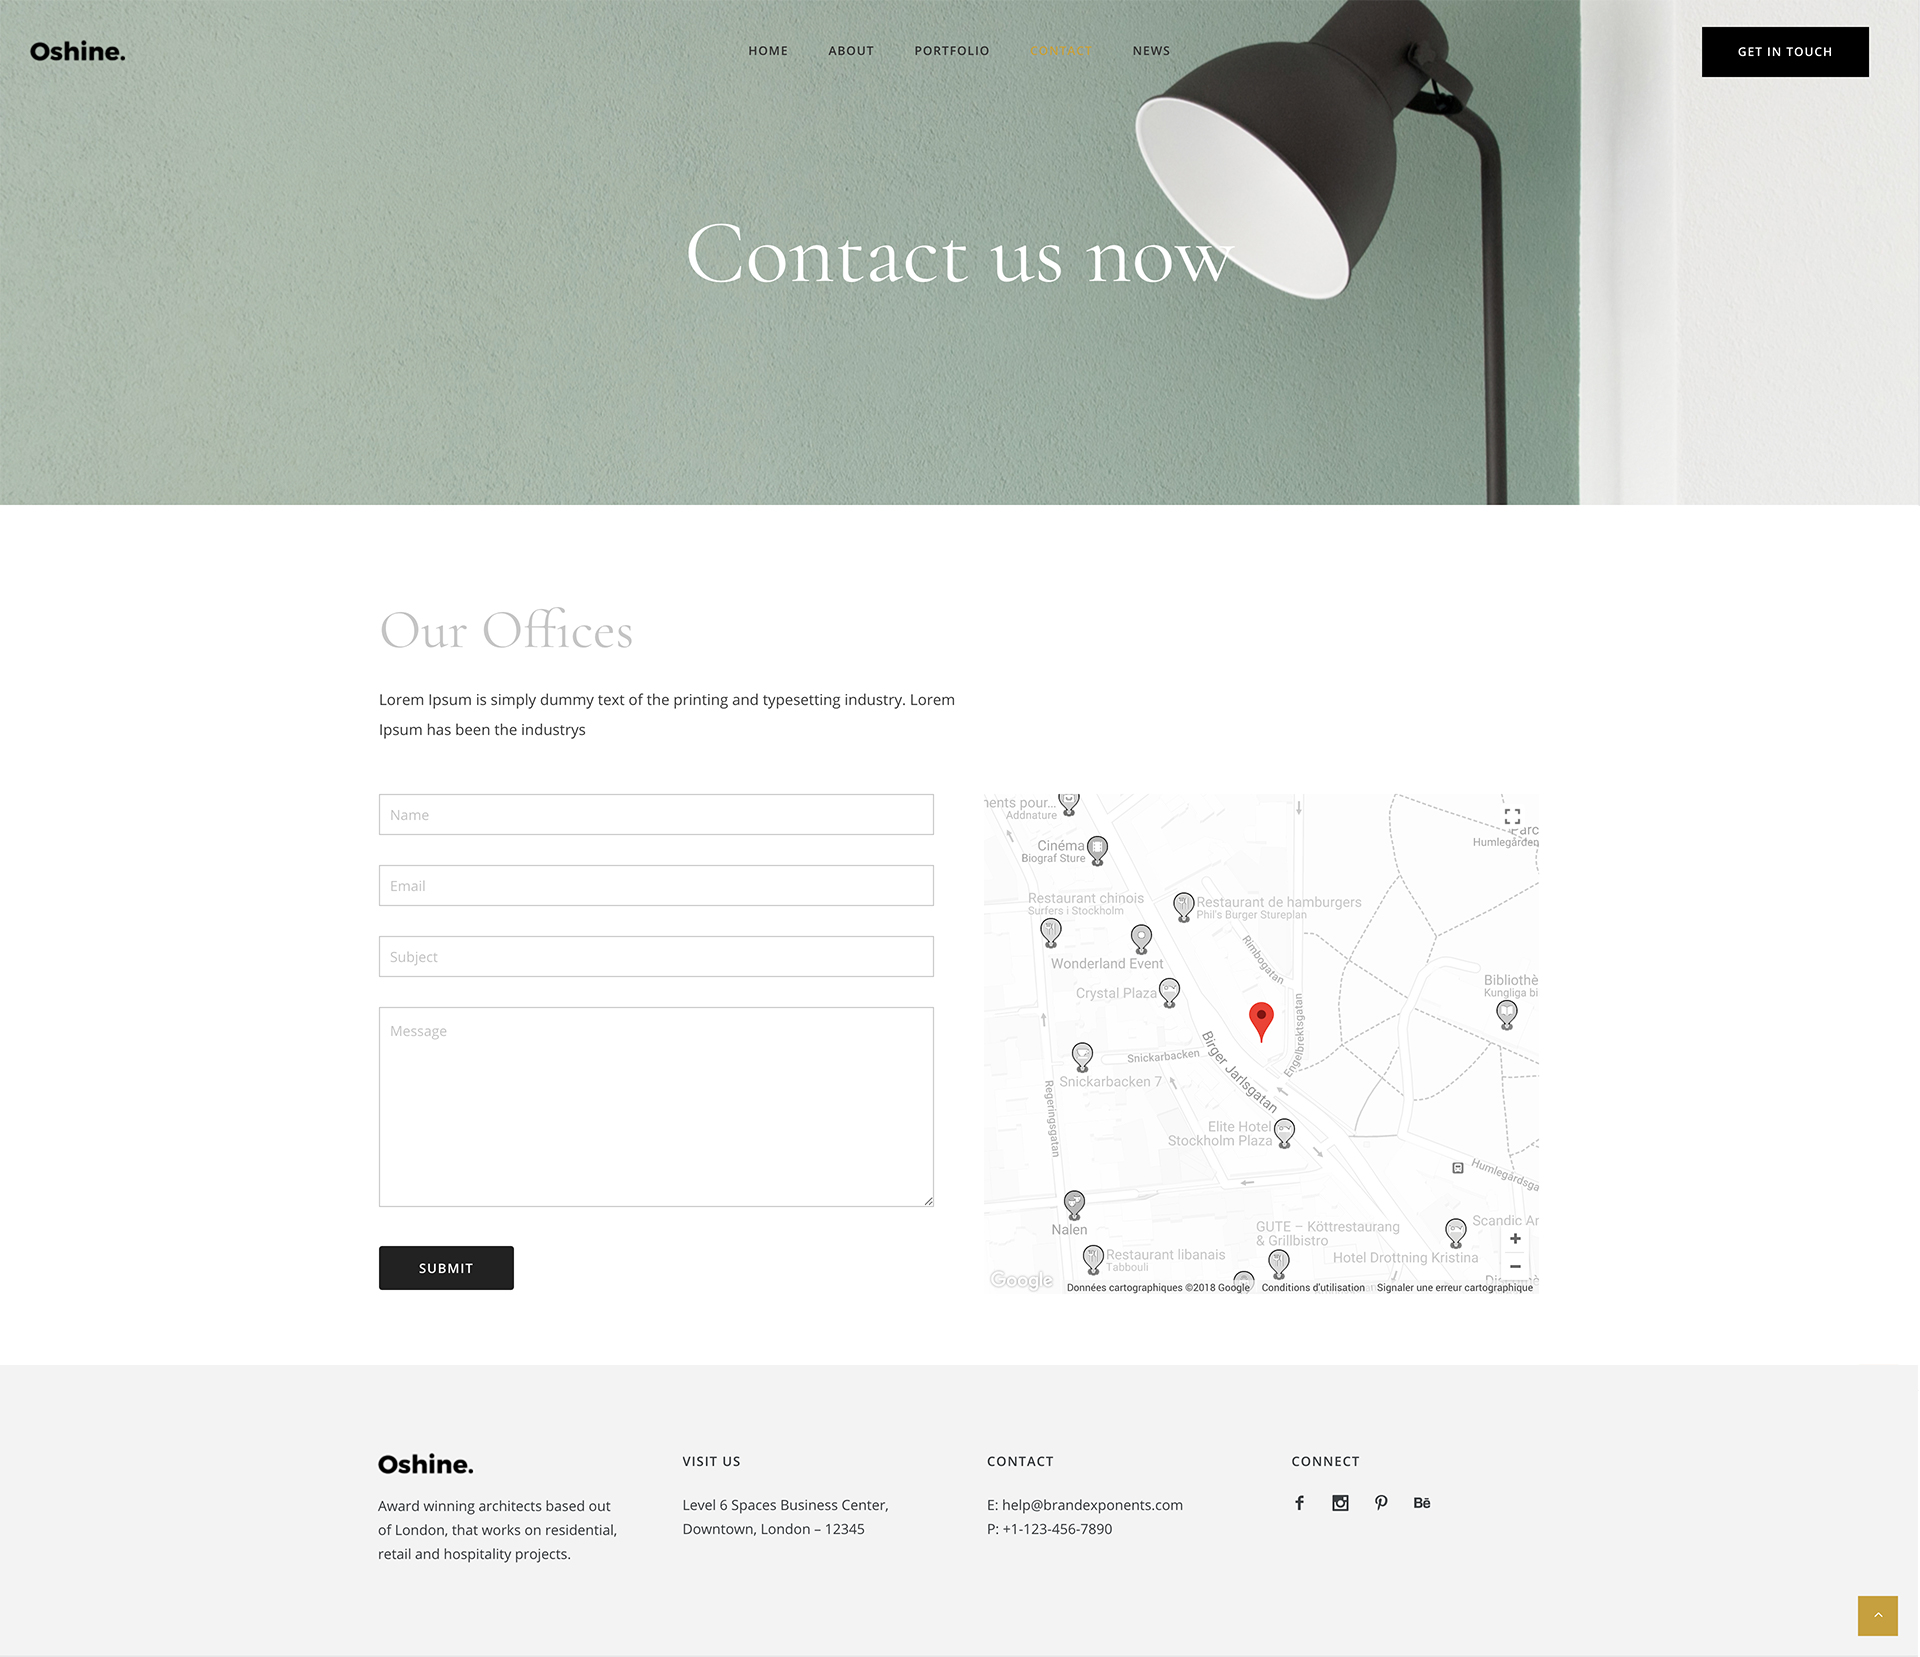 Oshine.
HOME
ABOUT
PORTFOLIO
CONTACT
NEWS
GET IN TOUCH
Contact us now
Our Offices
Lorem Ipsum is simply dummy text of the printing and typesetting industry. Lorem
Ipsum has been the industrys
Name
Email
Subject
Message
SUBMIT
nents pour...
Addnature
Cinéma
Biograf Sture
Parc
Humlegården
Restaurant chinois
Surfers i Stockholm
Restaurant de hamburgers
Phil's Burger Stureplan
Wonderland Event
Rimbogatan
Crystal Plaza
Bibliothè
Kungliga bi
Engelbrektsgatan
Birger Jarlsgatan
Snickarbacken
Snickarbacken 7
Regeringsgatan
Elite Hotel
Stockholm Plaza
Humlegårdsga
Nalen
GUTE – Köttrestaurang
& Grillbistro
Scandic An
Hotel Drottning Kristina
Restaurant libanais
Tabbouli
Google
Données cartographiques ©2018 Google
Conditions d'utilisation
Signaler une erreur cartographique
Oshine.
Award winning architects based out
of London, that works on residential,
retail and hospitality projects.
VISIT US
Level 6 Spaces Business Center,
Downtown, London – 12345
CONTACT
E: help@brandexponents.com
P: +1-123-456-7890
CONNECT
Bē